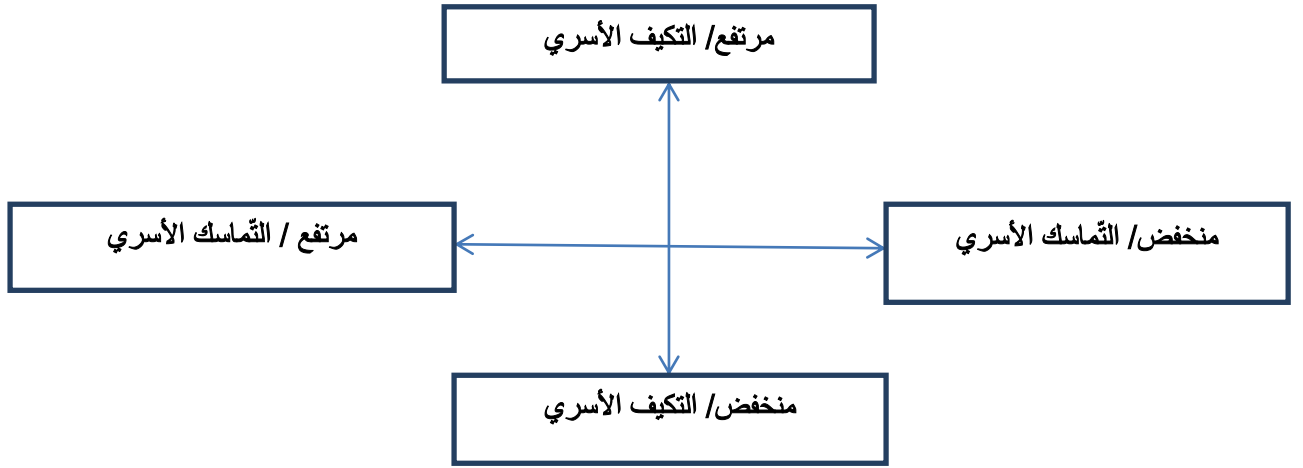 مرتفع/ التكيف الأسري
منخفض/ التّماسك الأسري
مرتفع / التّماسك الأسري
منخفض/ التكيف الأسري